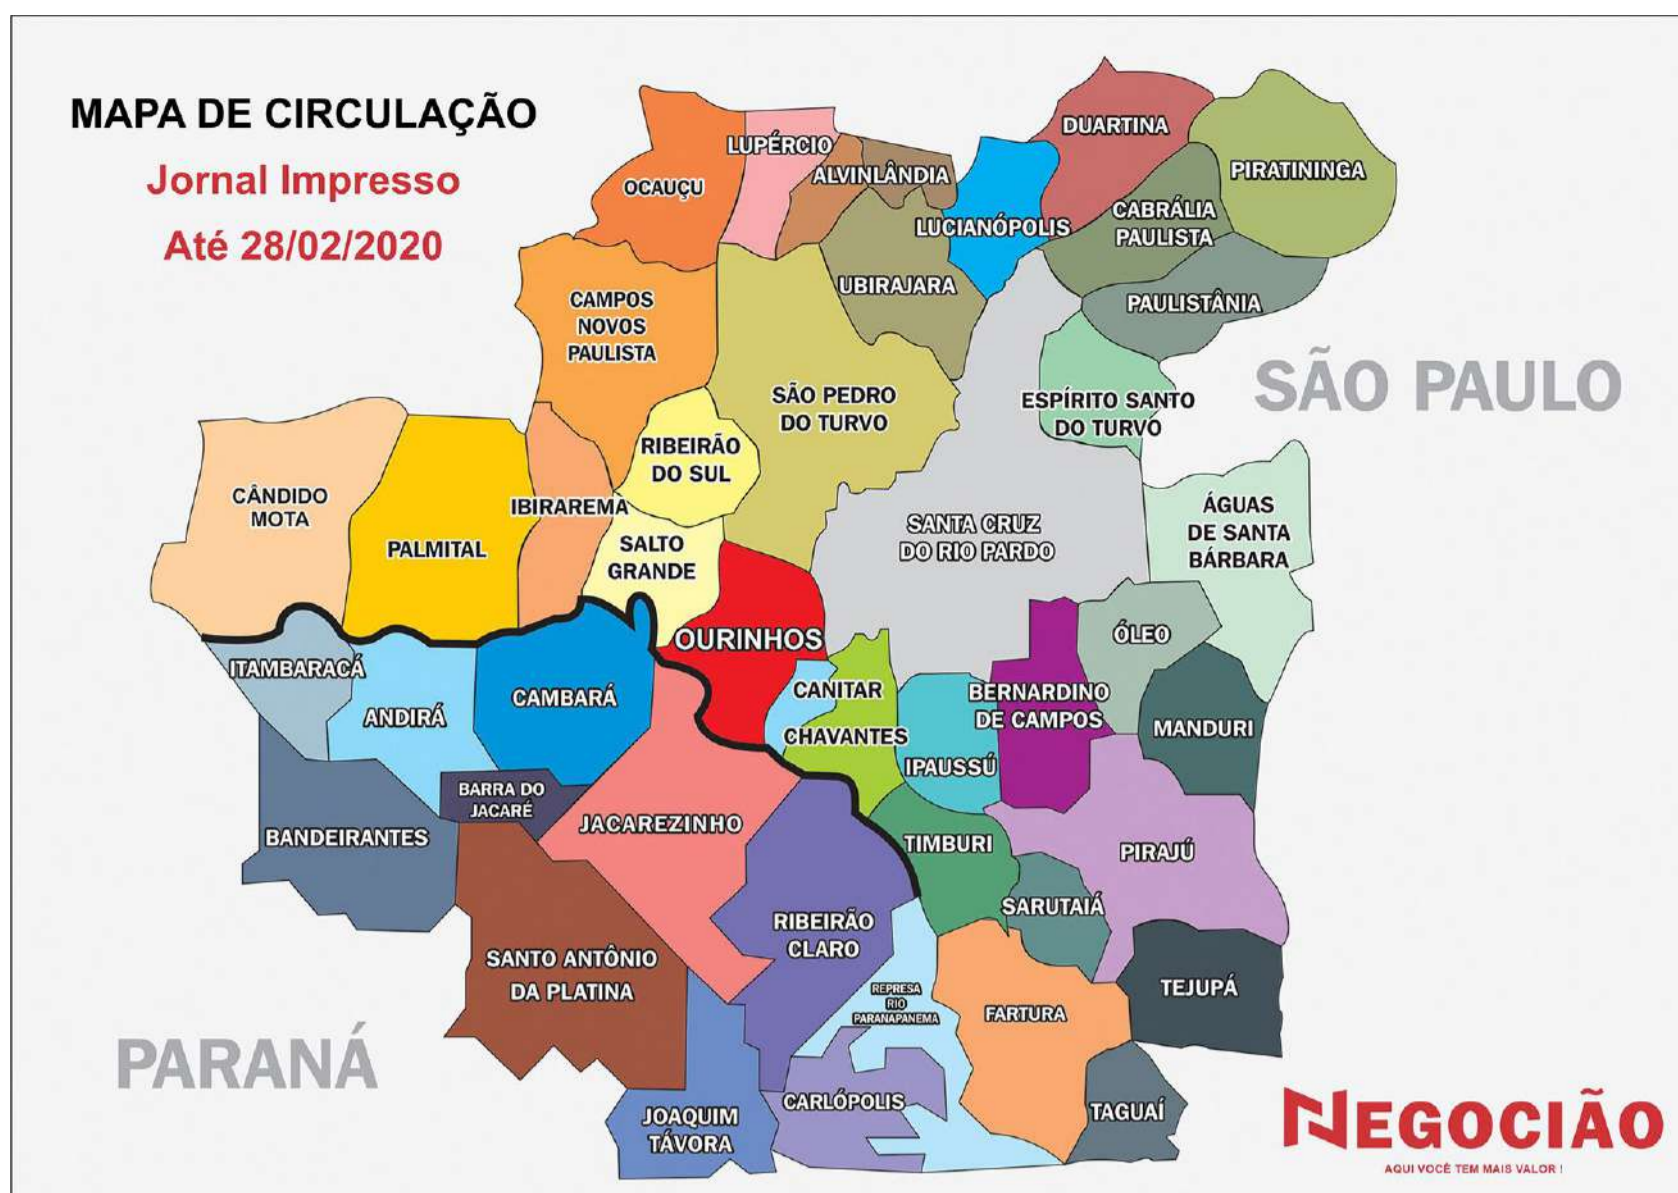 MAPA DE CIRCULAÇÃO
Jornal Impresso
Até 28/02/2020
DUARTINA
LUPÉRCIO
PIRATININGA
OCAUÇU
ALVINLÂNDIA
CABRÁLIA
PAULISTA
LUCIANÓPOLIS
UBIRAJARA
PAULISTÂNIA
CAMPOS
NOVOS
PAULISTA
SÃO PAULO
SÃO PEDRO
DO TURVO
ESPÍRITO SANTO
DO TURVO
RIBEIRÃO
DO SUL
CÂNDIDO
MOTA
IBIRAREMA
ÁGUAS
DE SANTA
BÁRBARA
SANTA CRUZ
DO RIO PARDO
PALMITAL
SALTO
GRANDE
OURINHOS
ÓLEO
ITAMBARACÁ
CANITAR
BERNARDINO
DE CAMPOS
CAMBARÁ
ANDIRÁ
MANDURI
CHAVANTES
IPAUSSÚ
BARRA DO
JACARÉ
JACAREZINHO
BANDEIRANTES
TIMBURI
PIRAJÚ
SARUTAIÁ
RIBEIRÃO
CLARO
SANTO ANTÔNIO
DA PLATINA
REPRESA
RIO
PARANAPANEMA
TEJUPÁ
FARTURA
PARANÁ
CARLÓPOLIS
TAGUAÍ
JOAQUIM
TÁVORA
NEGOCIÃO
AQUI VOCÊ TEM MAIS VALOR !